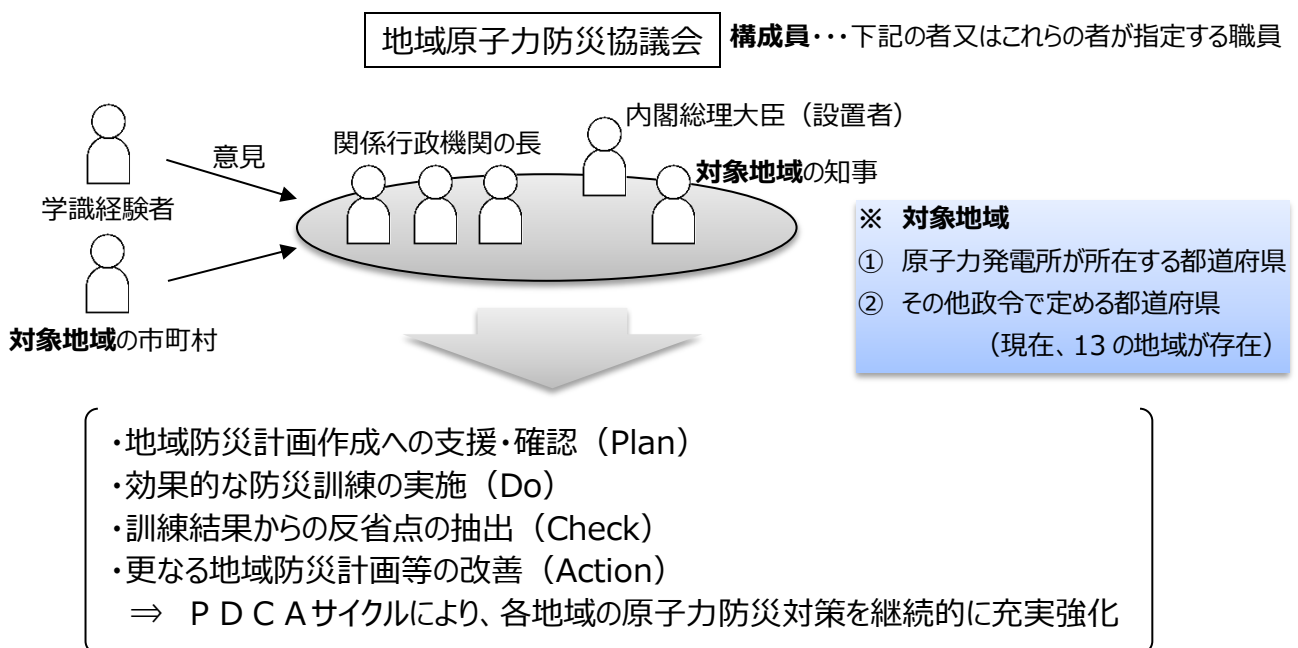 地域原子力防災協議会
構成員・・・下記の者又はこれらの者が指定する職員
内閣総理大臣（設置者）
関係行政機関の長
意見
対象地域の知事
学識経験者
対象地域の市町村
※ 対象地域
① 原子力発電所が所在する都道府県
② その他政令で定める都道府県
（現在、13 の地域が存在）
・地域防災計画作成への支援・確認（Plan）
・効果的な防災訓練の実施（Do）
・訓練結果からの反省点の抽出（Check）
・更なる地域防災計画等の改善（Action）
⇒ ＰＤＣＡサイクルにより、各地域の原子力防災対策を継続的に充実強化